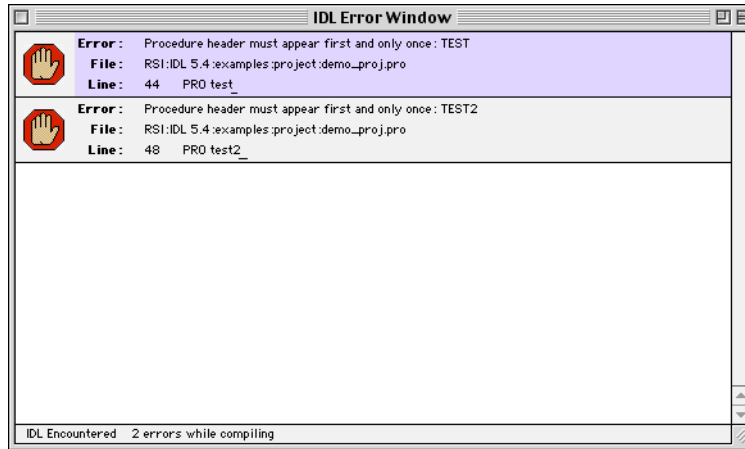 IDL Error Window
Error: Procedure header must appear first and only once: TEST
File: RSI:IDL 5.4:examples:project:demo_proj.pro
Line: 44 PRO test_
Error: Procedure header must appear first and only once: TEST2
File: RSI:IDL 5.4:examples:project:demo_proj.pro
Line: 48 PRO test2_
IDL Encountered 2 errors while compiling